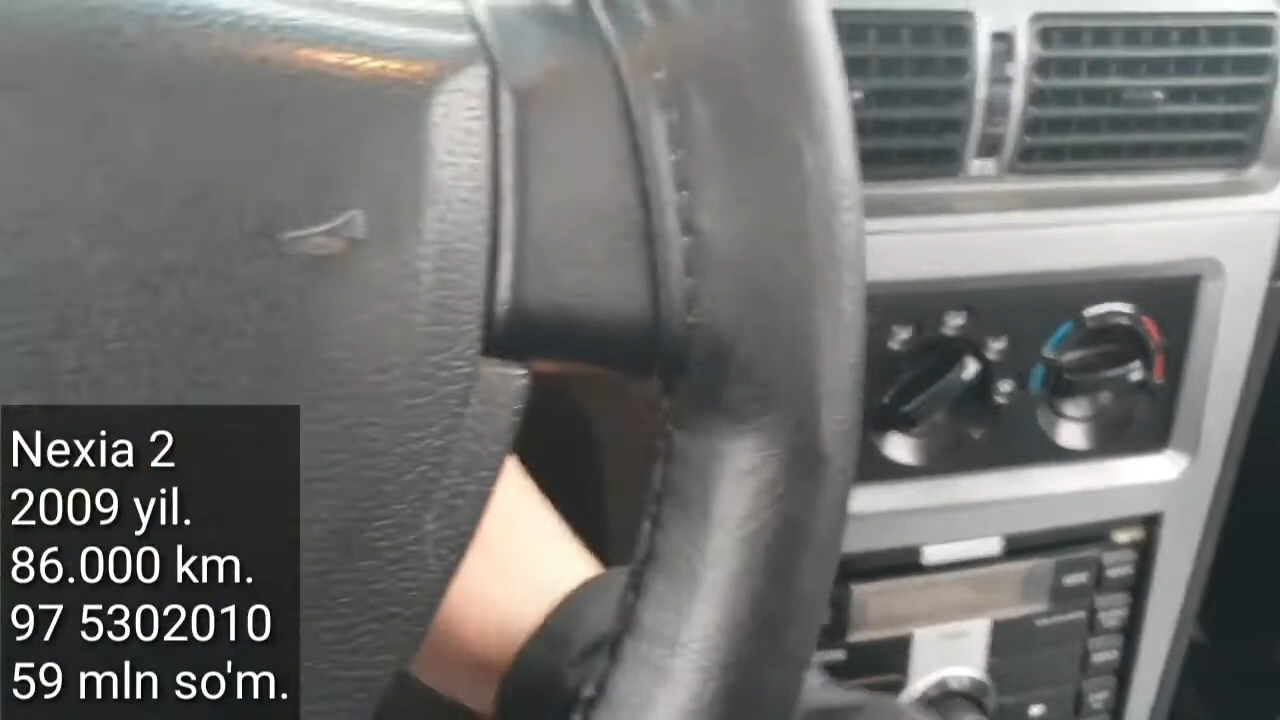 Nexia 2
2009 yil.
86.000 km.
97 5302010
59 mln so'm.